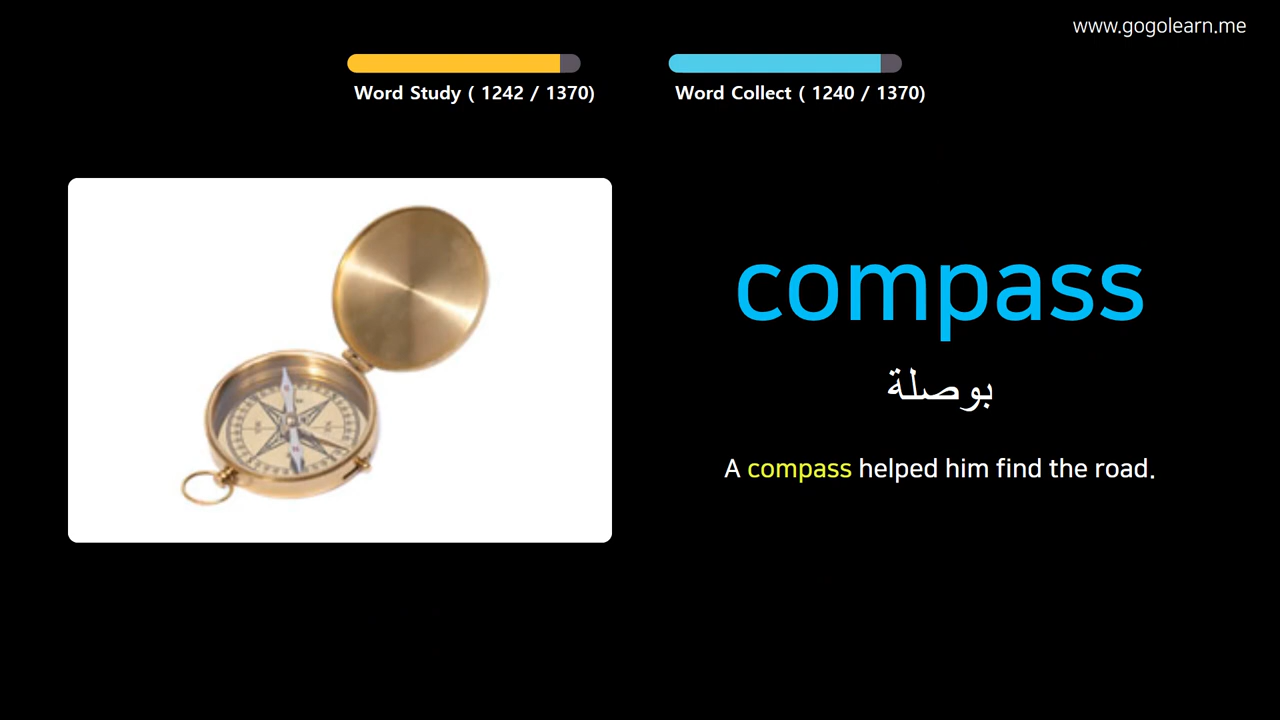 www.gogolearn.me
Word Study ( 1242 / 1370)
Word Collect ( 1240 / 1370)
compass
بوصلة
A compass helped him find the road.